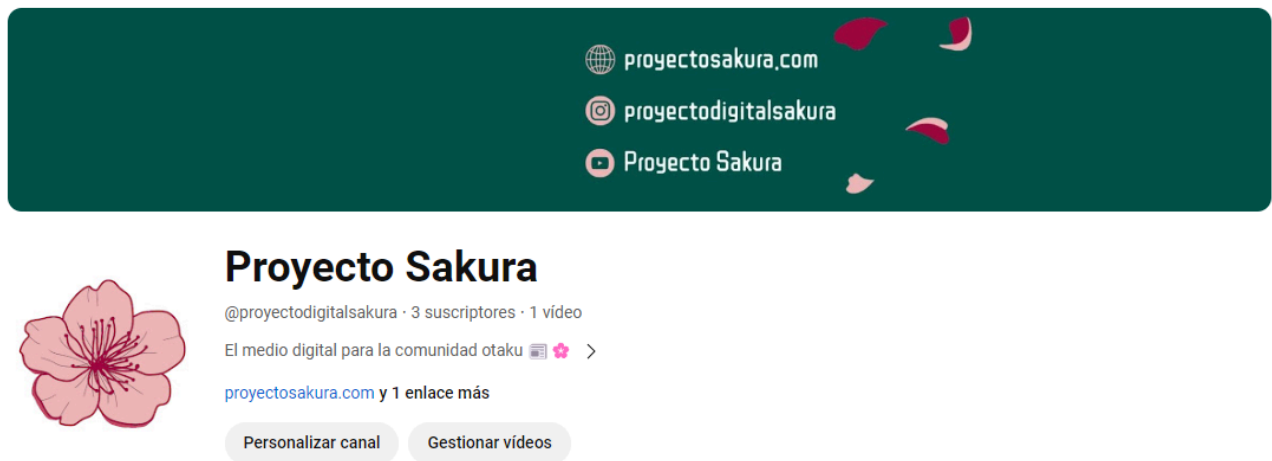 proyectosakura.com
proyectodigitalsakura
Proyecto Sakura
Proyecto Sakura
@proyectodigitalsakura · 3 suscriptores · 1 vídeo
El medio digital para la comunidad otaku 📰 🌸
proyectosakura.com y 1 enlace más
Personalizar canal Gestionar vídeos